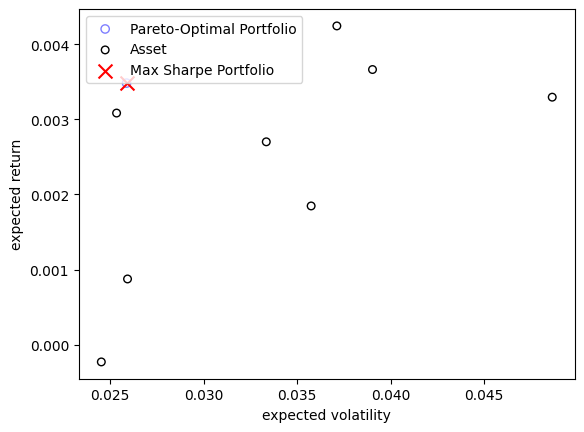 Pareto-Optimal Portfolio
Asset
Max Sharpe Portfolio
0.004
0.003
0.002
0.001
0.000
expected return
0.025
0.030
0.035
0.040
0.045
expected volatility